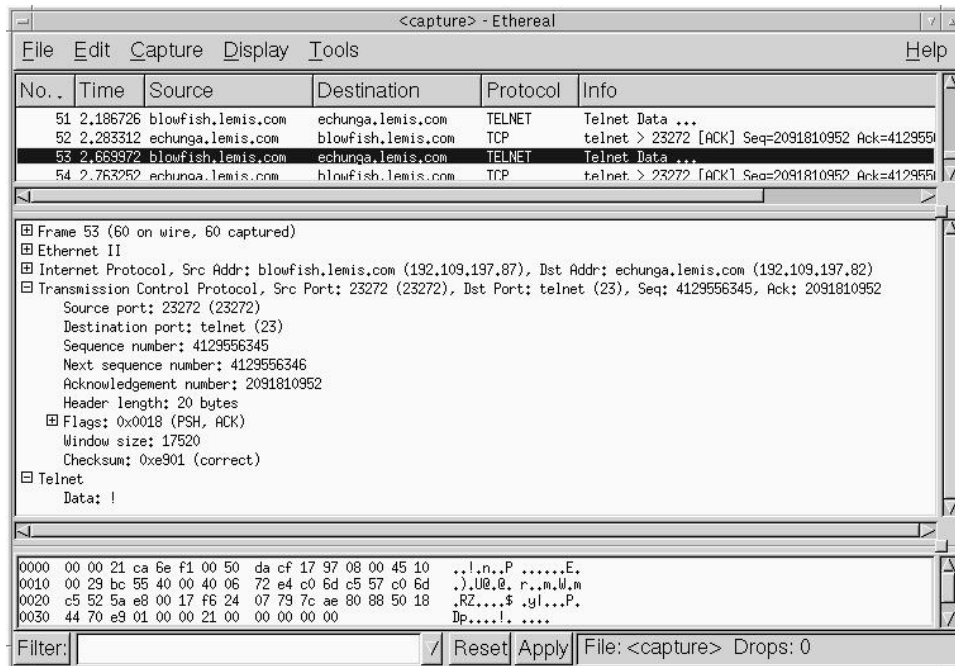 <capture> - Ethereal
File Edit Capture Display Tools Help
No.. Time Source Destination Protocol Info
51 2.186726 blowfish.lemis.com echunga.lemis.com TELNET Telnet Data ...
52 2.283312 echunga.lemis.com blowfish.lemis.com TCP telnet > 23272 [ACK] Seq=2091810952 Ack=412955
53 2.669972 blowfish.lemis.com echunga.lemis.com TELNET Telnet Data ...
54 2.763252 echunga.lemis.com blowfish.lemis.com TCP telnet > 23272 [ACK] Seq=2091810952 Ack=412955
Frame 53 (60 on wire, 60 captured)
Ethernet II
Internet Protocol, Src Addr: blowfish.lemis.com (192.109.197.87), Dst Addr: echunga.lemis.com (192.109.197.82)
Transmission Control Protocol, Src Port: 23272 (23272), Dst Port: telnet (23), Seq: 4129556345, Ack: 2091810952
Source port: 23272 (23272)
Destination port: telnet (23)
Sequence number: 4129556345
Next sequence number: 4129556346
Acknowledgement number: 2091810952
Header length: 20 bytes
Flags: 0x0018 (PSH, ACK)
Window size: 17520
Checksum: 0xe901 (correct)
Telnet
Data: !
0000 00 00 21 ca 6e f1 00 50 da cf 17 97 08 00 45 10 ..!.n..P ......E.
0010 00 29 bc 55 40 00 40 06 72 e4 c0 6d c5 57 c0 6d .).U@.@. r..m.W.m
0020 c5 52 5a e8 00 17 f6 24 07 79 7c ae 80 88 50 18 .RZ....$ .y|...P.
0030 44 70 e9 01 00 00 21 00 00 00 00 00 Dp....!. ....
Filter: Reset Apply File: <capture> Drops: 0